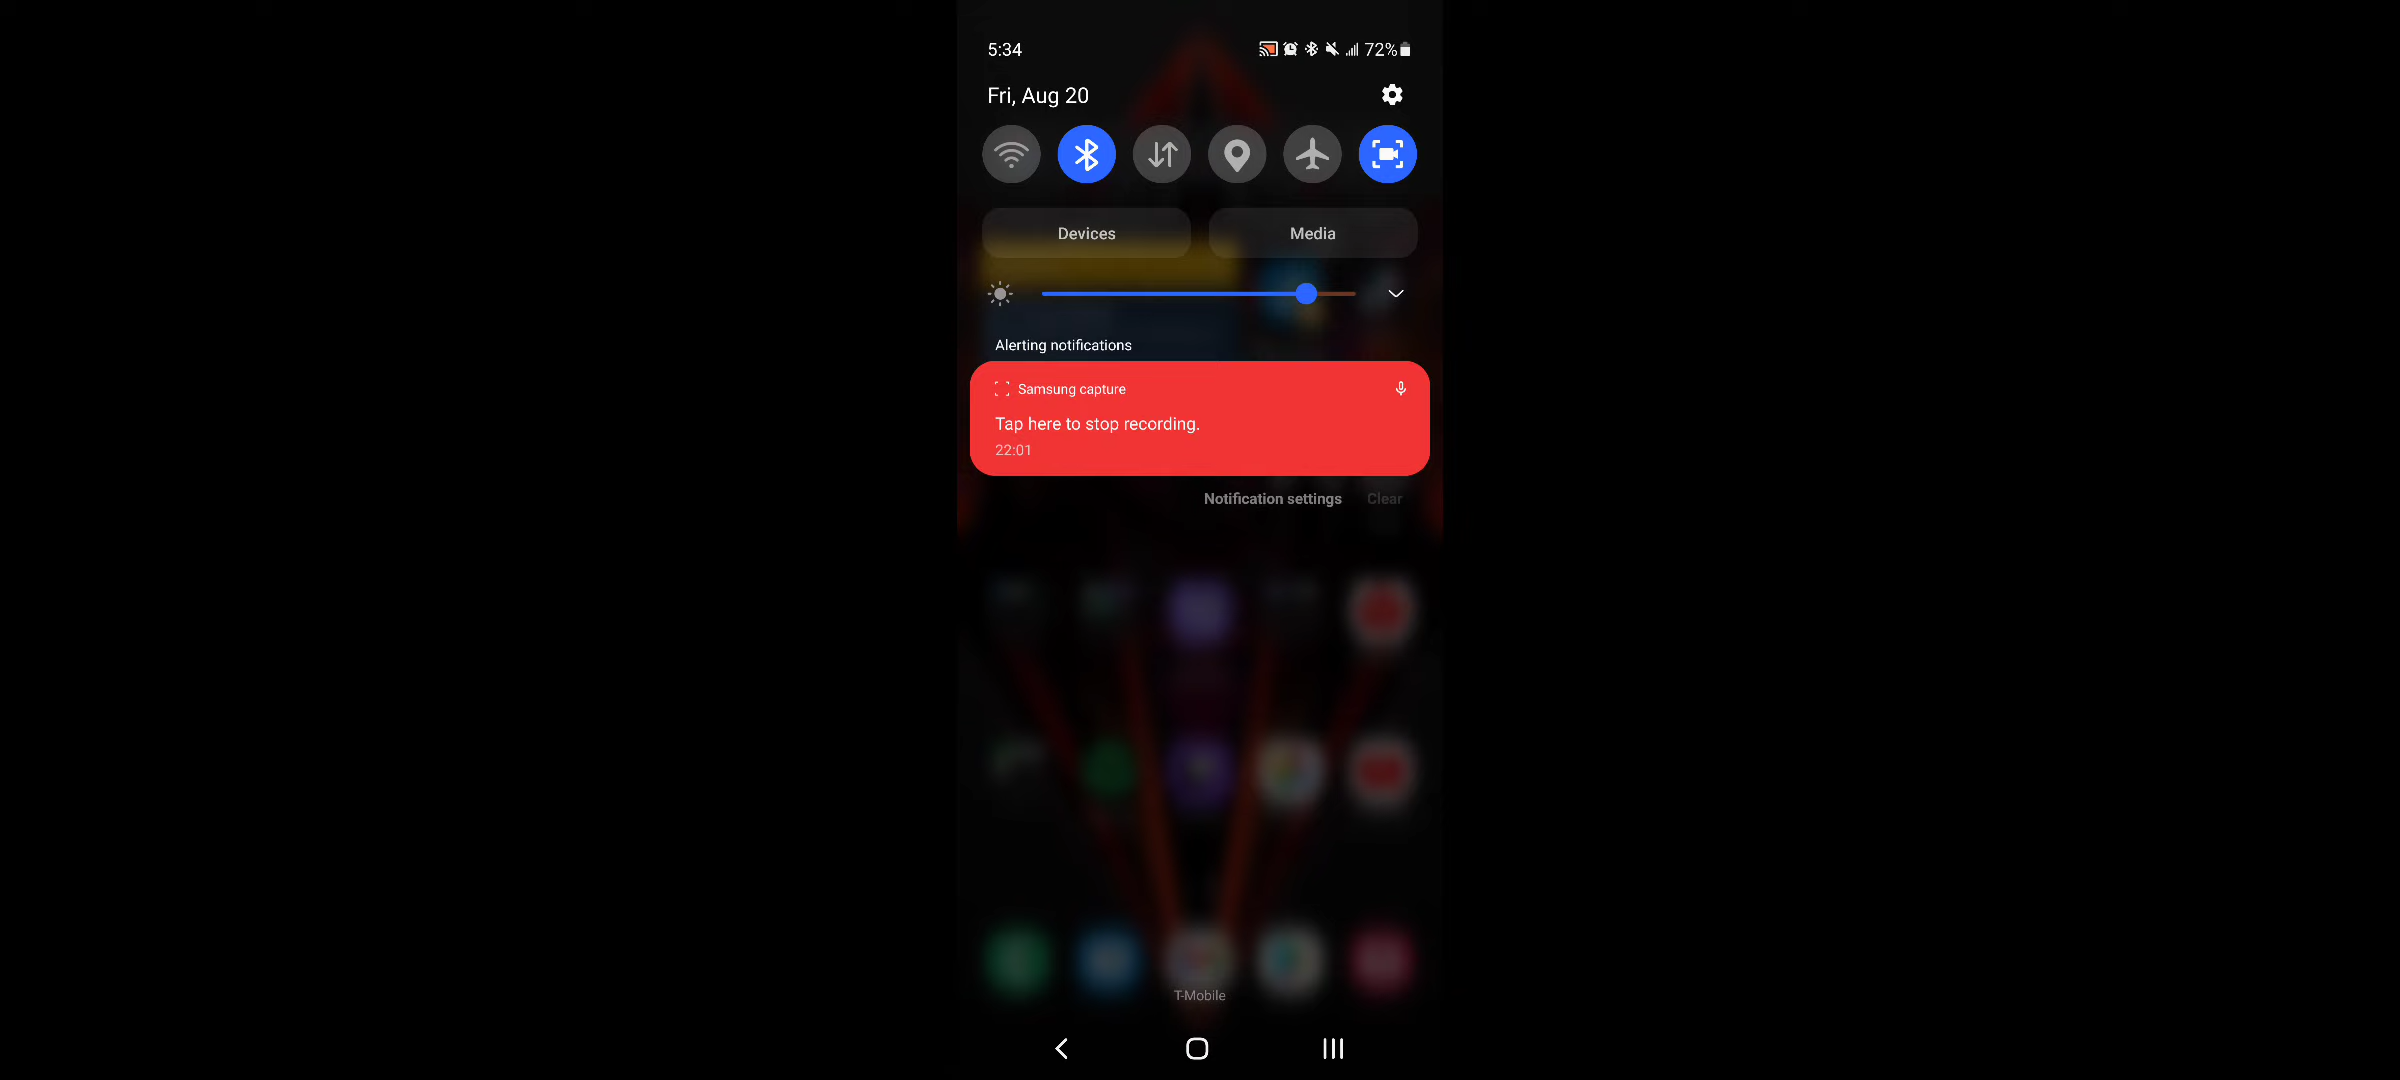 5:34
72%
Fri, Aug 20
Devices
Media
Alerting notifications
Samsung capture
Tap here to stop recording.
22:01
Notification settings
Clear
T-Mobile